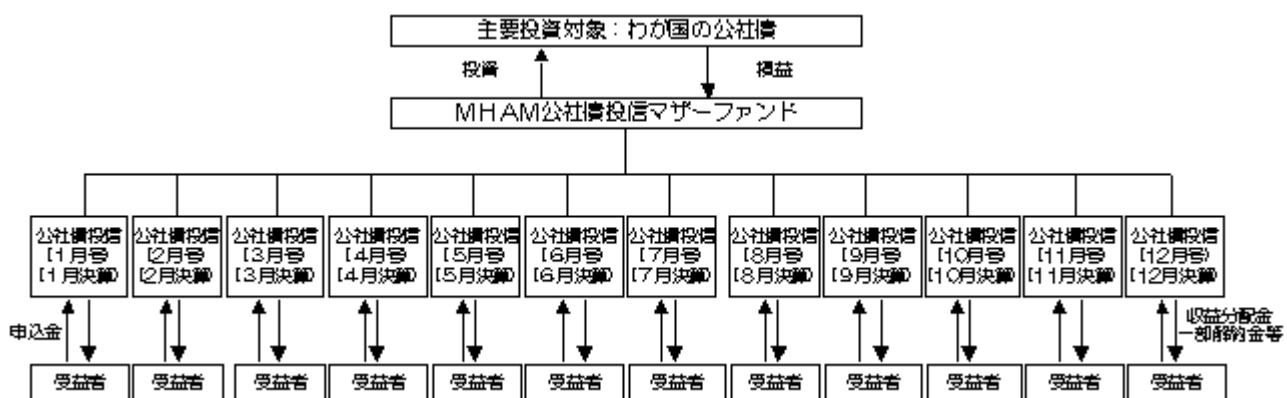 主要投資対象：わが国の公社債
投資
損益
MHAM公社債投信マザーファンド
公社債投信
(1月号)
(1月決算)
公社債投信
(2月号)
(2月決算)
公社債投信
(3月号)
(3月決算)
公社債投信
(4月号)
(4月決算)
公社債投信
(5月号)
(5月決算)
公社債投信
(6月号)
(6月決算)
公社債投信
(7月号)
(7月決算)
公社債投信
(8月号)
(8月決算)
公社債投信
(9月号)
(9月決算)
公社債投信
(10月号)
(10月決算)
公社債投信
(11月号)
(11月決算)
公社債投信
(12月号)
(12月決算)
申込金
収益分配金
一部解約金等
受益者
受益者
受益者
受益者
受益者
受益者
受益者
受益者
受益者
受益者
受益者
受益者